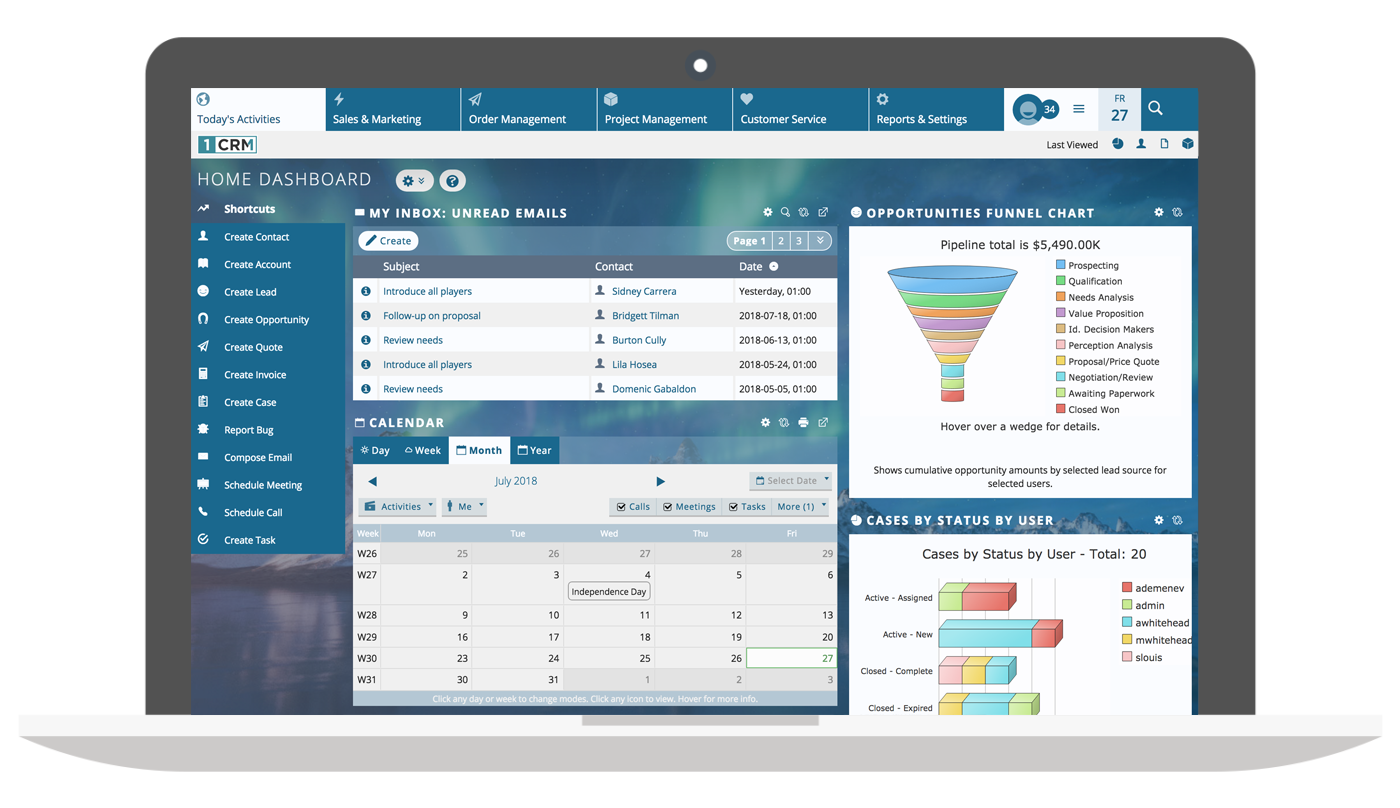 Today's Activities
Sales & Marketing
Order Management
Project Management
Customer Service
Reports & Settings
34
FR
27
1 CRM
Last Viewed
HOME DASHBOARD
?
Shortcuts
Create Contact
Create Account
Create Lead
Create Opportunity
Create Quote
Create Invoice
Create Case
Report Bug
Compose Email
Schedule Meeting
Schedule Call
Create Task
MY INBOX: UNREAD EMAILS
Create
Page 1 2 3
Subject Contact Date
Introduce all players Sidney Carrera Yesterday, 01:00
Follow-up on proposal Bridgett Tilman 2018-07-18, 01:00
Review needs Burton Cully 2018-06-13, 01:00
Introduce all players Lila Hosea 2018-05-24, 01:00
Review needs Domenic Gabaldon 2018-05-05, 01:00
CALENDAR
Day Week Month Year
July 2018 Select Date
Activities Me Calls Meetings Tasks More (1)
Week Mon Tue Wed Thu Fri
W26 25 26 27 28 29
W27 2 3 4 5 6
Independence Day
W28 9 10 11 12 13
W29 16 17 18 19 20
W30 23 24 25 26 27
W31 30 31 1 2 3
Click any day or week to change modes. Click any icon to view. Hover for more info.
OPPORTUNITIES FUNNEL CHART
Pipeline total is $5,490.00K
Prospecting
Qualification
Needs Analysis
Value Proposition
Id. Decision Makers
Perception Analysis
Proposal/Price Quote
Negotiation/Review
Awaiting Paperwork
Closed Won
Hover over a wedge for details.
Shows cumulative opportunity amounts by selected lead source for
selected users.
CASES BY STATUS BY USER
Cases by Status by User - Total: 20
Active - Assigned
Active - New
Closed - Complete
Closed - Expired
ademenev
admin
awhitehead
mwhitehead
slouis